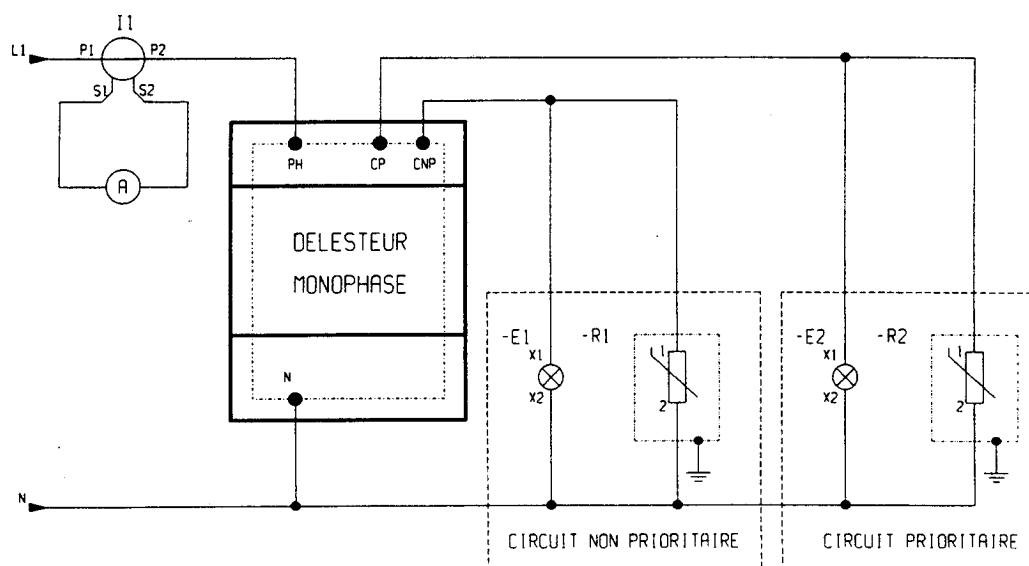 I1
L1 P1 P2
S1 S2
A
PH CP CNP
DELESTEUR
MONOPHASE
N
-E1 -R1 -E2 -R2
X1 1 X1 1
X2 2 X2 2
N
CIRCUIT NON PRIORITAIRE CIRCUIT PRIORITAIRE